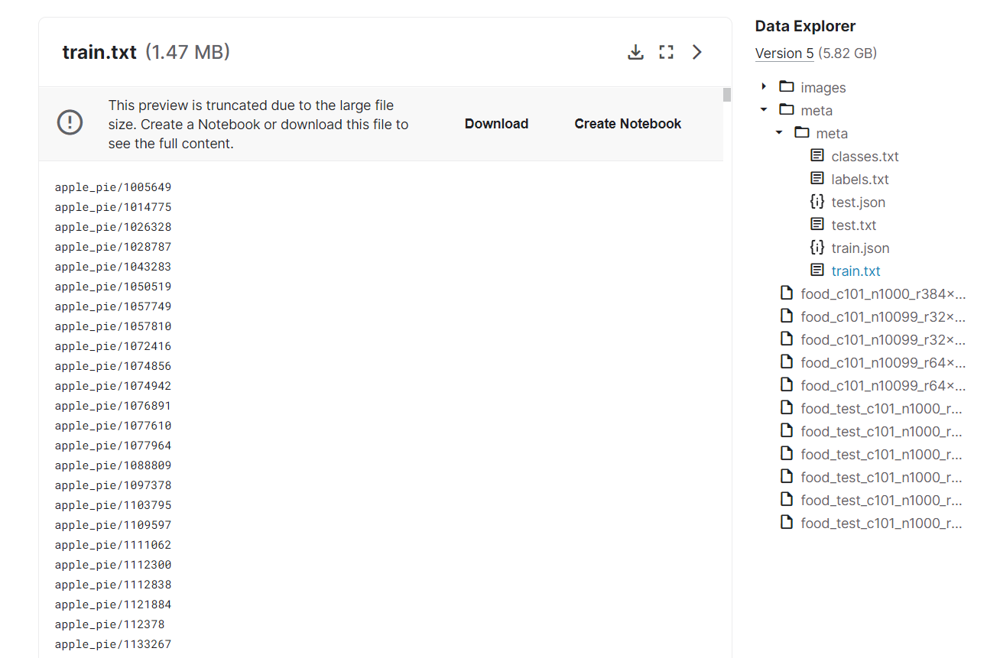 train.txt (1.47 MB)
This preview is truncated due to the large file
size. Create a Notebook or download this file to
see the full content.
Download
Create Notebook
apple_pie/1005649
apple_pie/1014775
apple_pie/1026328
apple_pie/1028787
apple_pie/1043283
apple_pie/1050519
apple_pie/1057749
apple_pie/1057810
apple_pie/1072416
apple_pie/1074856
apple_pie/1074942
apple_pie/1076891
apple_pie/1077610
apple_pie/1077964
apple_pie/1088809
apple_pie/1097378
apple_pie/1103795
apple_pie/1109597
apple_pie/1111062
apple_pie/1112300
apple_pie/1112838
apple_pie/1121884
apple_pie/112378
apple_pie/1133267
Data Explorer
Version 5 (5.82 GB)
images
meta
meta
classes.txt
labels.txt
test.json
test.txt
train.json
train.txt
food_c101_n1000_r384×...
food_c101_n10099_r32×...
food_c101_n10099_r32×...
food_c101_n10099_r64×...
food_c101_n10099_r64×...
food_test_c101_n1000_r...
food_test_c101_n1000_r...
food_test_c101_n1000_r...
food_test_c101_n1000_r...
food_test_c101_n1000_r...
food_test_c101_n1000_r...